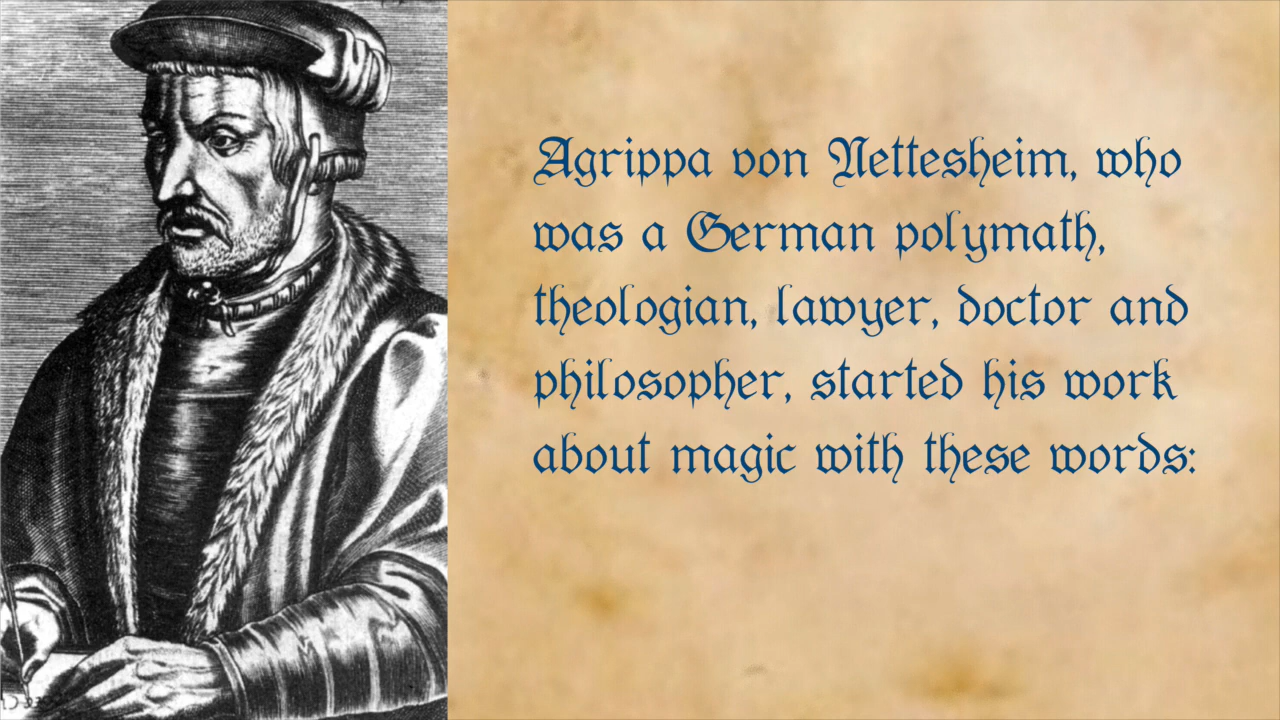 Agrippa von Nettesheim, who
was a German polymath,
theologian, lawyer, doctor and
philosopher, started his work
about magic with these words: